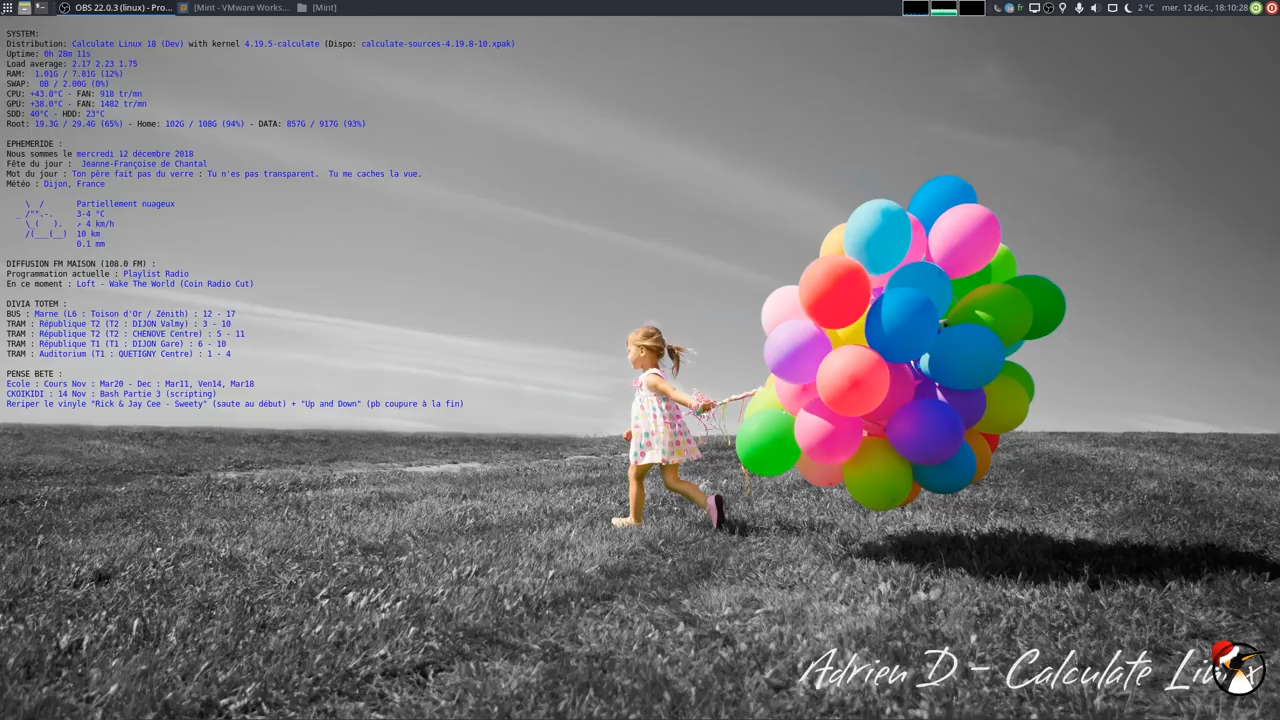 OBS 22.0.3 (linux) - Pro...
[Mint - VMware Works...
[Mint]
fr
2 °C
mer. 12 déc., 18:10:28
SYSTEM:
Distribution: Calculate Linux 18 (Dev) with kernel 4.19.5-calculate (Dispo: calculate-sources-4.19.8-10.xpak)
Uptime: 0h 28m 11s
Load average: 2.17 2.23 1.75
RAM: 1.01G / 7.81G (12%)
SWAP: 0B / 2.00G (0%)
CPU: +43.0°C - FAN: 918 tr/mn
GPU: +38.0°C - FAN: 1482 tr/mn
SDD: 40°C - HDD: 23°C
Root: 19.3G / 29.4G (65%) - Home: 102G / 108G (94%) - DATA: 857G / 917G (93%)
EPHEMERIDE :
Nous sommes le mercredi 12 décembre 2018
Fête du jour : Jeanne-Françoise de Chantal
Mot du jour : Ton père fait pas du verre : Tu n'es pas transparent. Tu me caches la vue.
Météo : Dijon, France
Partiellement nuageux
3-4 °C
↗ 4 km/h
10 km
0.1 mm
DIFFUSION FM MAISON (108.0 FM) :
Programmation actuelle : Playlist Radio
En ce moment : Loft - Wake The World (Coin Radio Cut)
DIVIA TOTEM :
BUS : Marne (L6 : Toison d'Or / Zénith) : 12 - 17
TRAM : République T2 (T2 : DIJON Valmy) : 3 - 10
TRAM : République T2 (T2 : CHENOVE Centre) : 5 - 11
TRAM : République T1 (T1 : DIJON Gare) : 6 - 10
TRAM : Auditorium (T1 : QUETIGNY Centre) : 1 - 4
PENSE BETE :
Ecole : Cours Nov : Mar20 - Dec : Mar11, Ven14, Mar18
CKOIKIDI : 14 Nov : Bash Partie 3 (scripting)
Reriper le vinyle "Rick & Jay Cee - Sweety" (saute au début) + "Up and Down" (pb coupure à la fin)
Adrien D - Calculate Linux